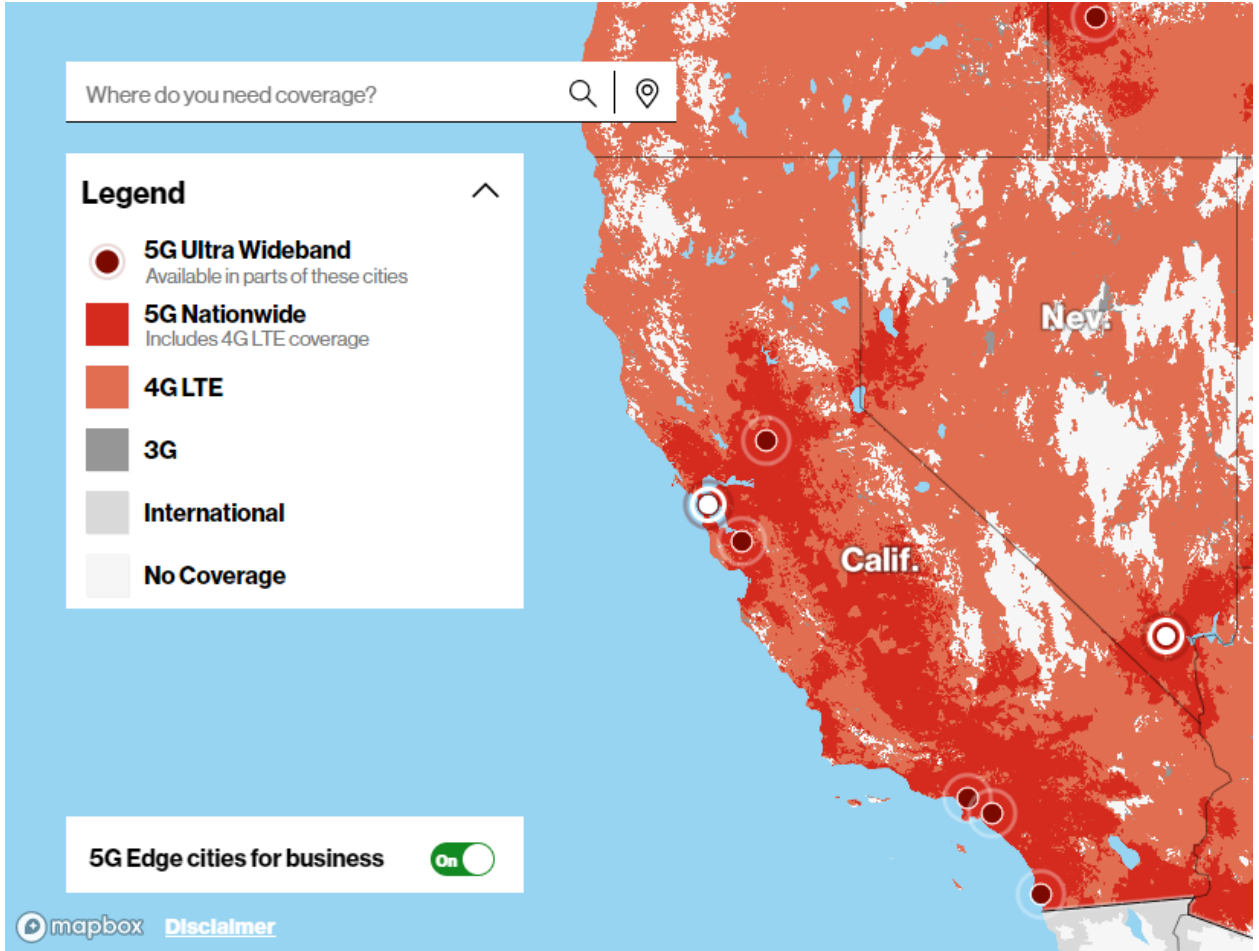 Where do you need coverage?
Legend
5G Ultra Wideband
Available in parts of these cities
5G Nationwide
Includes 4G LTE coverage
4G LTE
3G
International
No Coverage
Nev.
Calif.
5G Edge cities for business
On
mapbox
Disclaimer